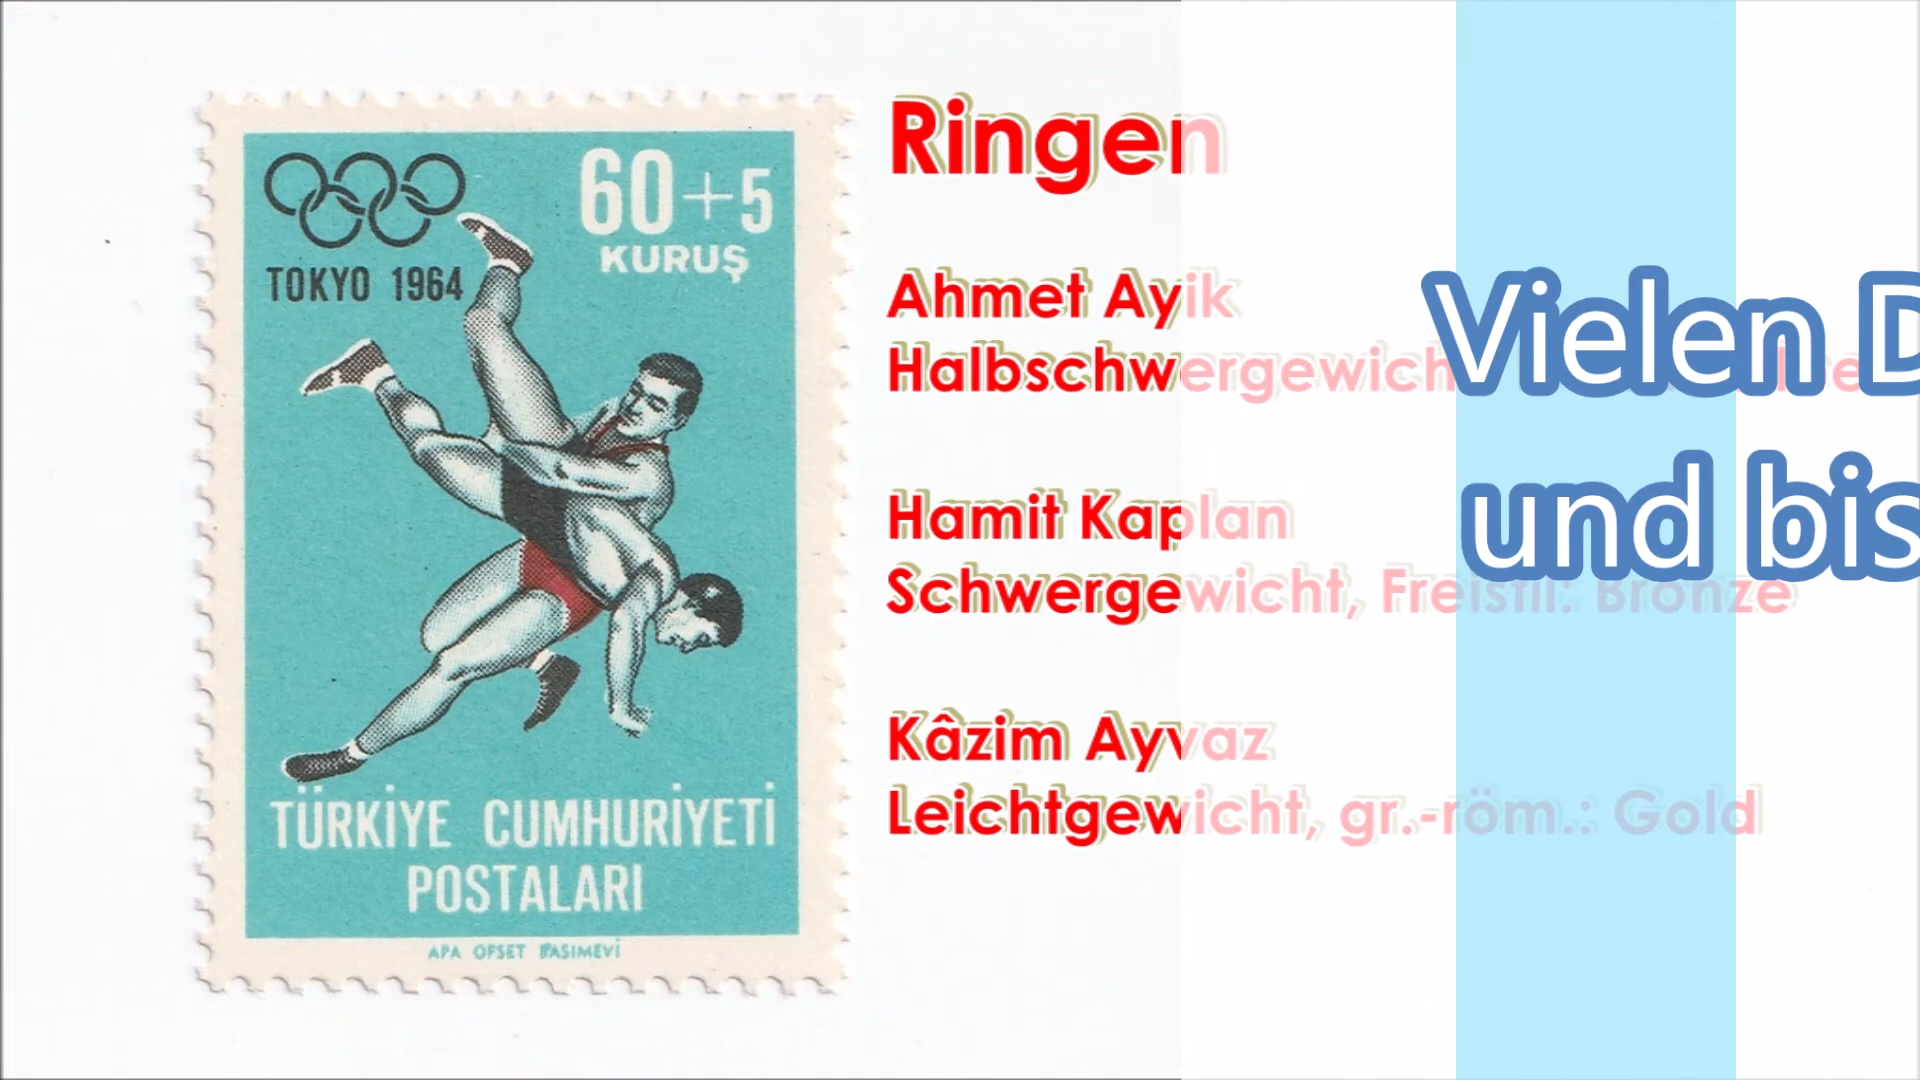 60+5
KURUŞ
TOKYO 1964
TÜRKİYE CUMHURİYETİ
POSTALARI
APA OFSET BASIMEVİ
Ringen
Ahmet Ayik
Halbschwergewich
Hamit Kaplan
Schwergewicht, Freistil: Bronze
Kâzim Ayvaz
Leichtgewicht, gr.-röm.: Gold
Vielen D
und bis